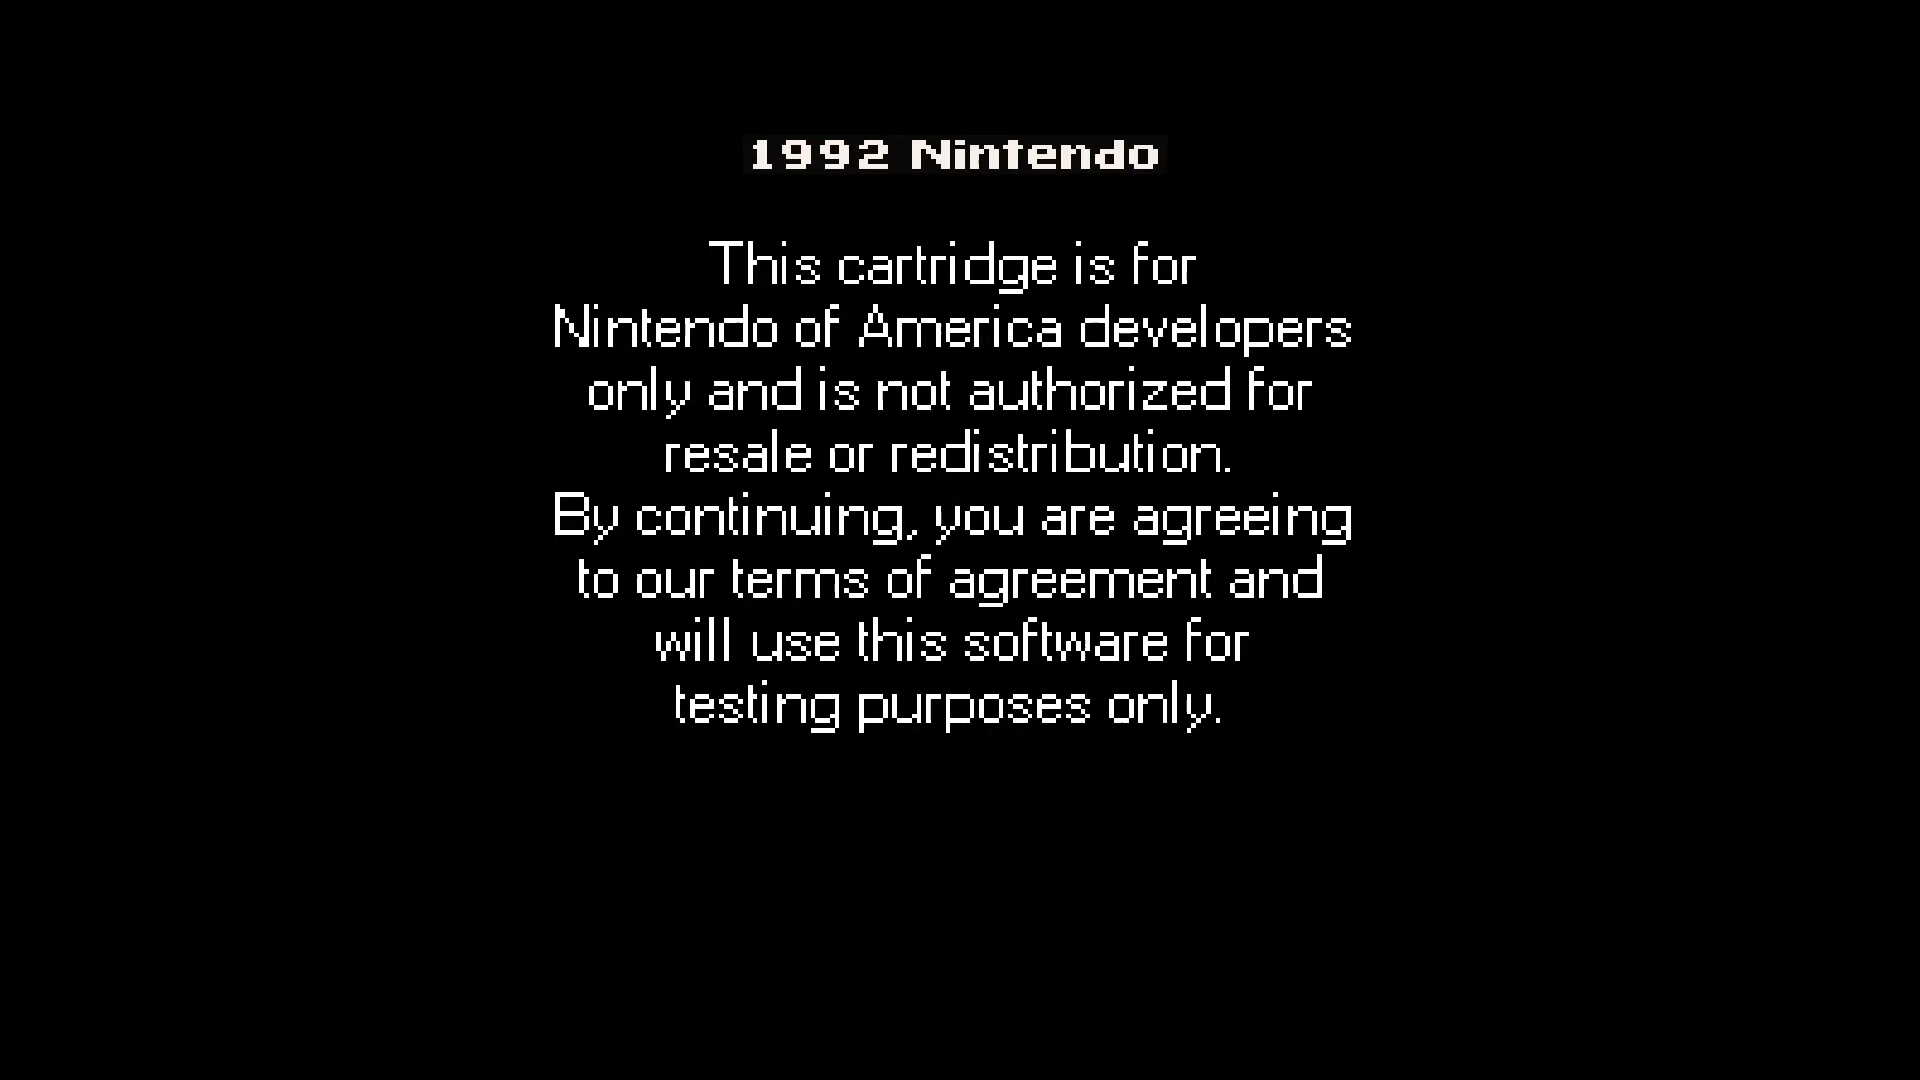 1992 Nintendo
This cartridge is for
Nintendo of America developers
only and is not authorized for
resale or redistribution.
By continuing, you are agreeing
to our terms of agreement and
will use this software for
testing purposes only.